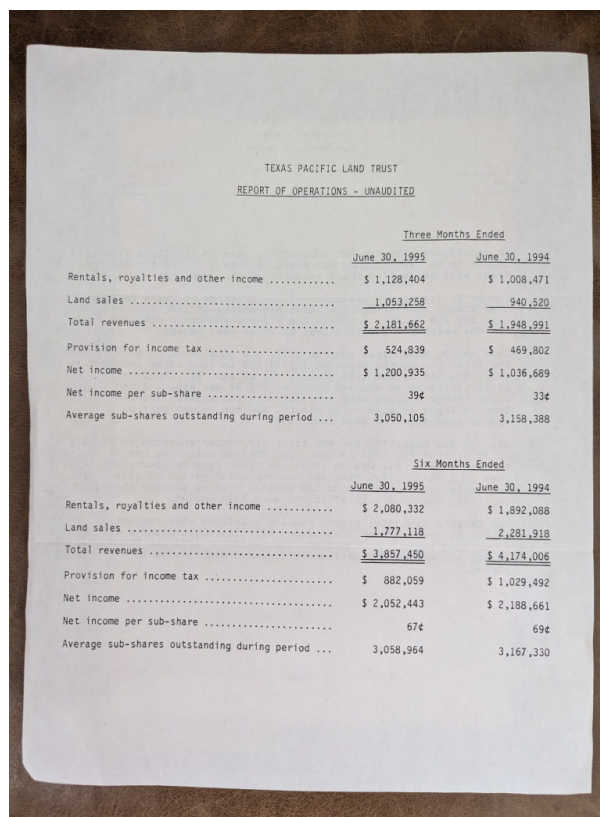 TEXAS PACIFIC LAND TRUST
REPORT OF OPERATIONS - UNAUDITED
Three Months Ended
June 30, 1995 June 30, 1994
Rentals, royalties and other income ............ $ 1,128,404 $ 1,008,471
Land sales .................................... 1,053,258 940,520
Total revenues ................................ $ 2,181,662 $ 1,948,991
Provision for income tax ....................... $ 524,839 $ 469,802
Net income .................................... $ 1,200,935 $ 1,036,689
Net income per sub-share ....................... 39¢ 33¢
Average sub-shares outstanding during period ... 3,050,105 3,158,388
Six Months Ended
June 30, 1995 June 30, 1994
Rentals, royalties and other income ............ $ 2,080,332 $ 1,892,088
Land sales .................................... 1,777,118 2,281,918
Total revenues ................................ $ 3,857,450 $ 4,174,006
Provision for income tax ....................... $ 882,059 $ 1,029,492
Net income .................................... $ 2,052,443 $ 2,188,661
Net income per sub-share ....................... 67¢ 69¢
Average sub-shares outstanding during period ... 3,058,964 3,167,330